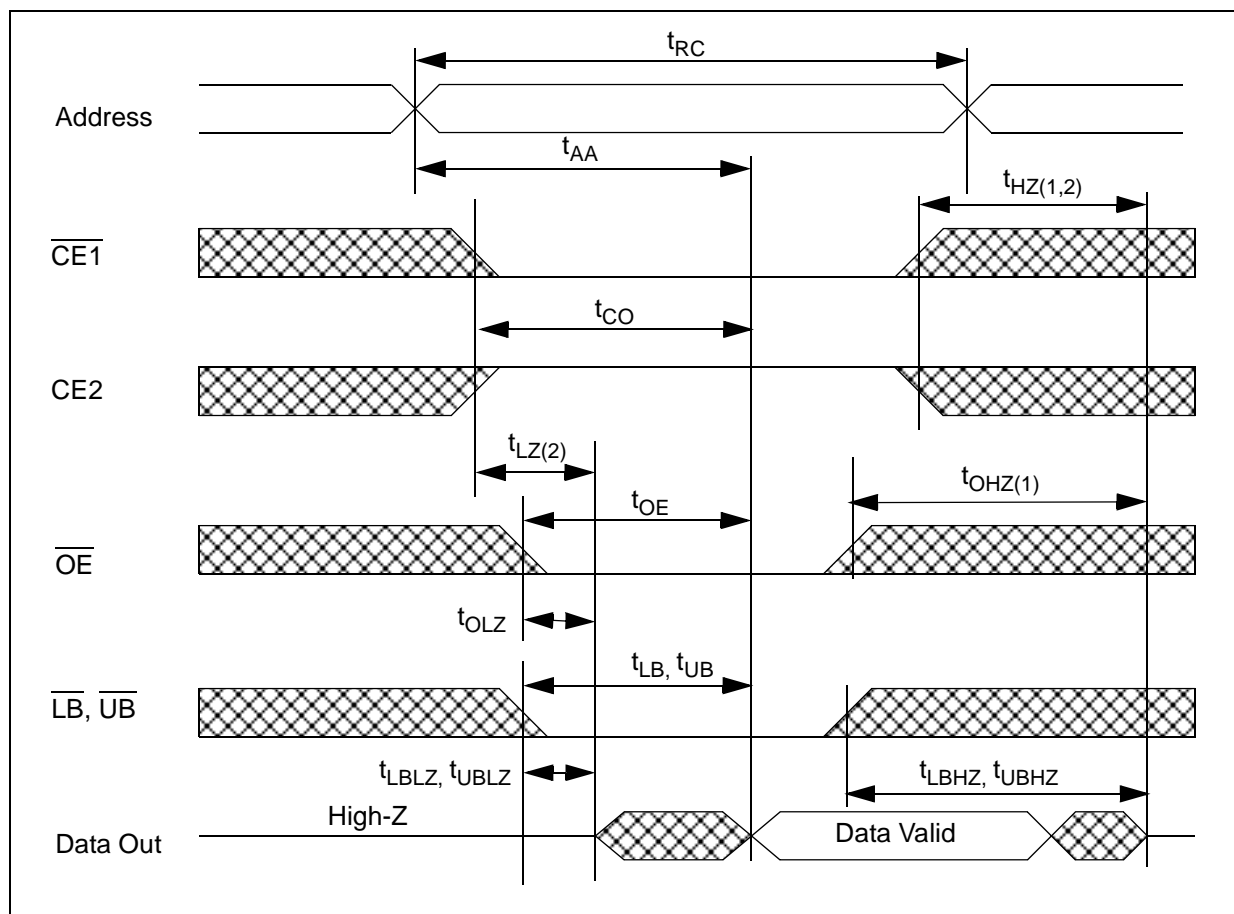 tRC
Address
tAA
tHZ(1,2)
CE1
tCO
CE2
tLZ(2)
tOHZ(1)
tOE
OE
tOLZ
tLB, tUB
LB, UB
tLBLZ, tUBLZ
tLBHZ, tUBHZ
High-Z
Data Valid
Data Out